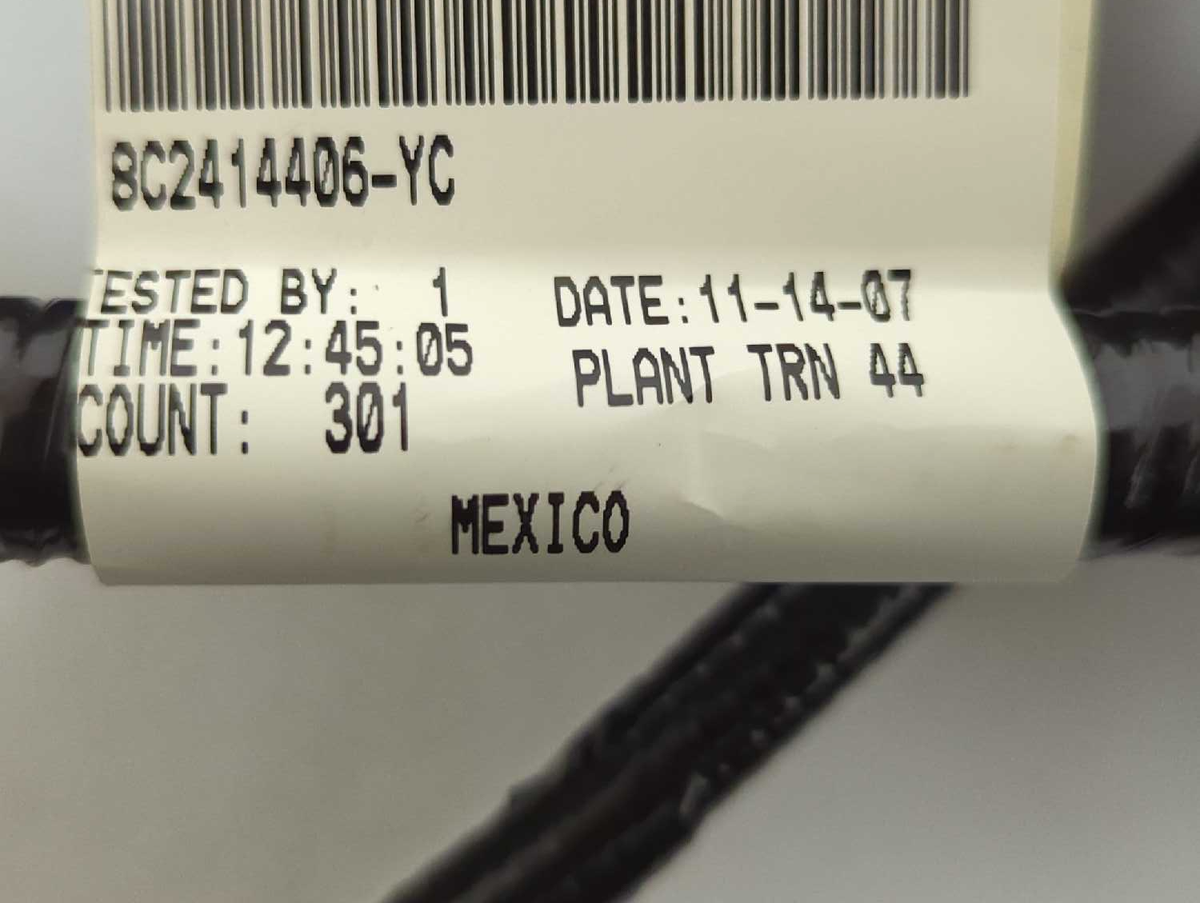 8C2414406-YC
TESTED BY: 1 DATE:11-14-07
TIME:12:45:05 PLANT TRN 44
COUNT: 301
MEXICO